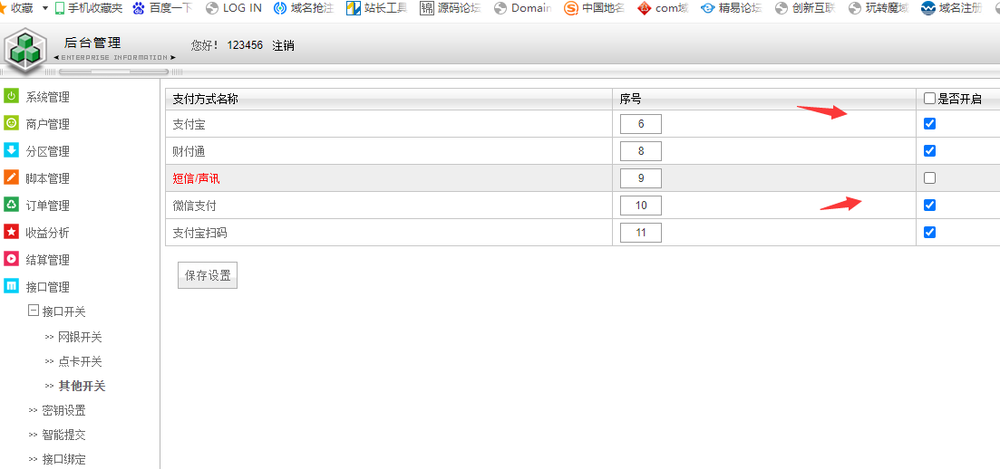 收藏 手机收藏夹 百度一下 LOG IN 域名抢注 站长工具 源码论坛 Domain 中国地名 com域 精易论坛 创新互联 玩转魔域 域名注册
后台管理
ENTERPRISE INFORMATION
您好！ 123456 注销
系统管理
商户管理
分区管理
脚本管理
订单管理
收益分析
结算管理
接口管理
接口开关
>> 网银开关
>> 点卡开关
>> 其他开关
>> 密钥设置
>> 智能提交
>> 接口绑定
支付方式名称 序号 是否开启
支付宝 6
财付通 8
短信/声讯 9
微信支付 10
支付宝扫码 11
保存设置